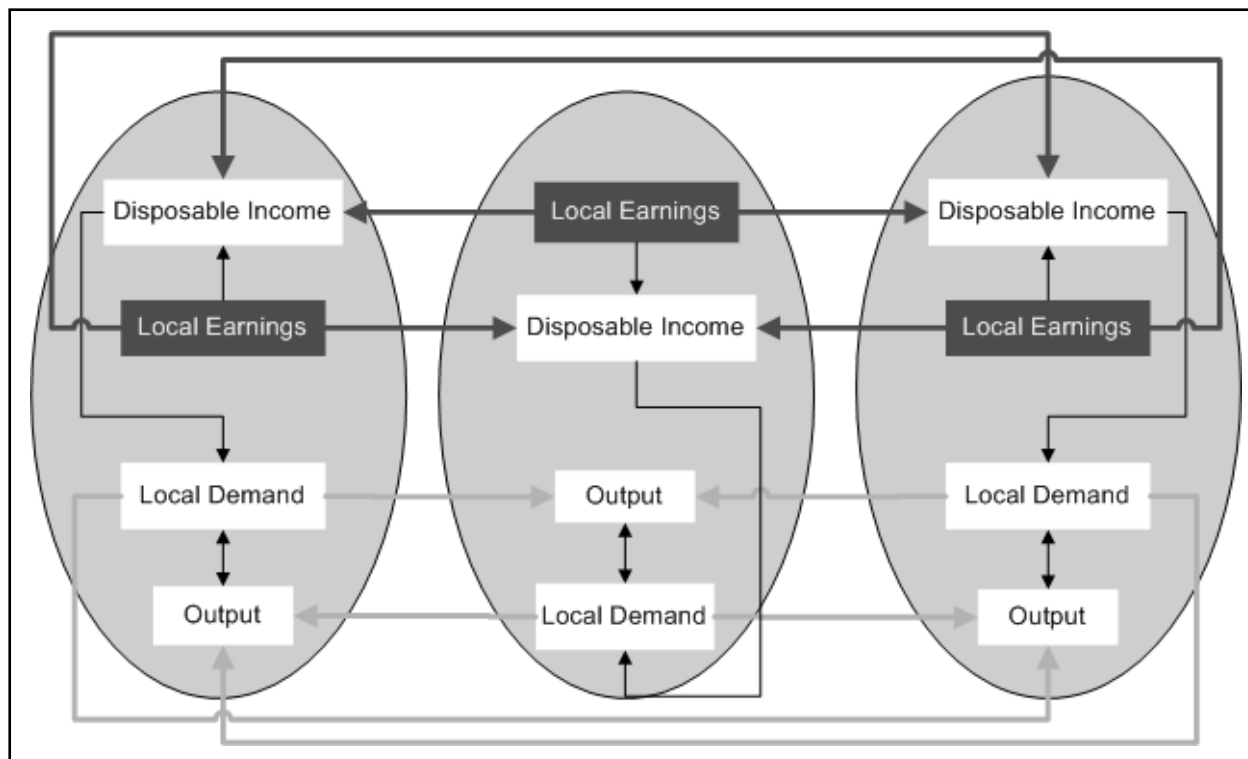 Disposable Income
Local Earnings
Local Demand
Output
Local Earnings
Disposable Income
Output
Local Demand
Disposable Income
Local Earnings
Local Demand
Output